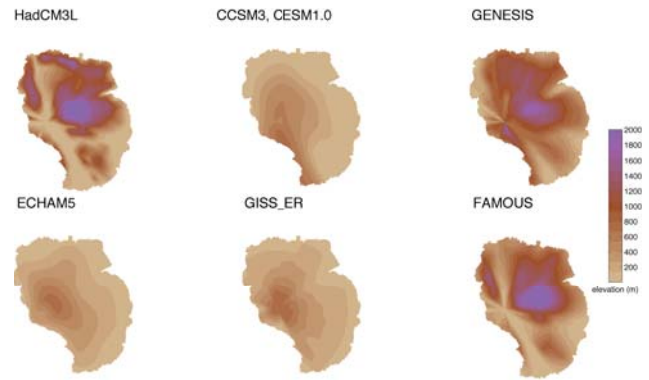 HadCM3L
CCSM3, CESM1.0
GENESIS
2000
1800
1600
1400
1200
1000
800
600
400
200
elevation (m)
ECHAM5
GISS_ER
FAMOUS